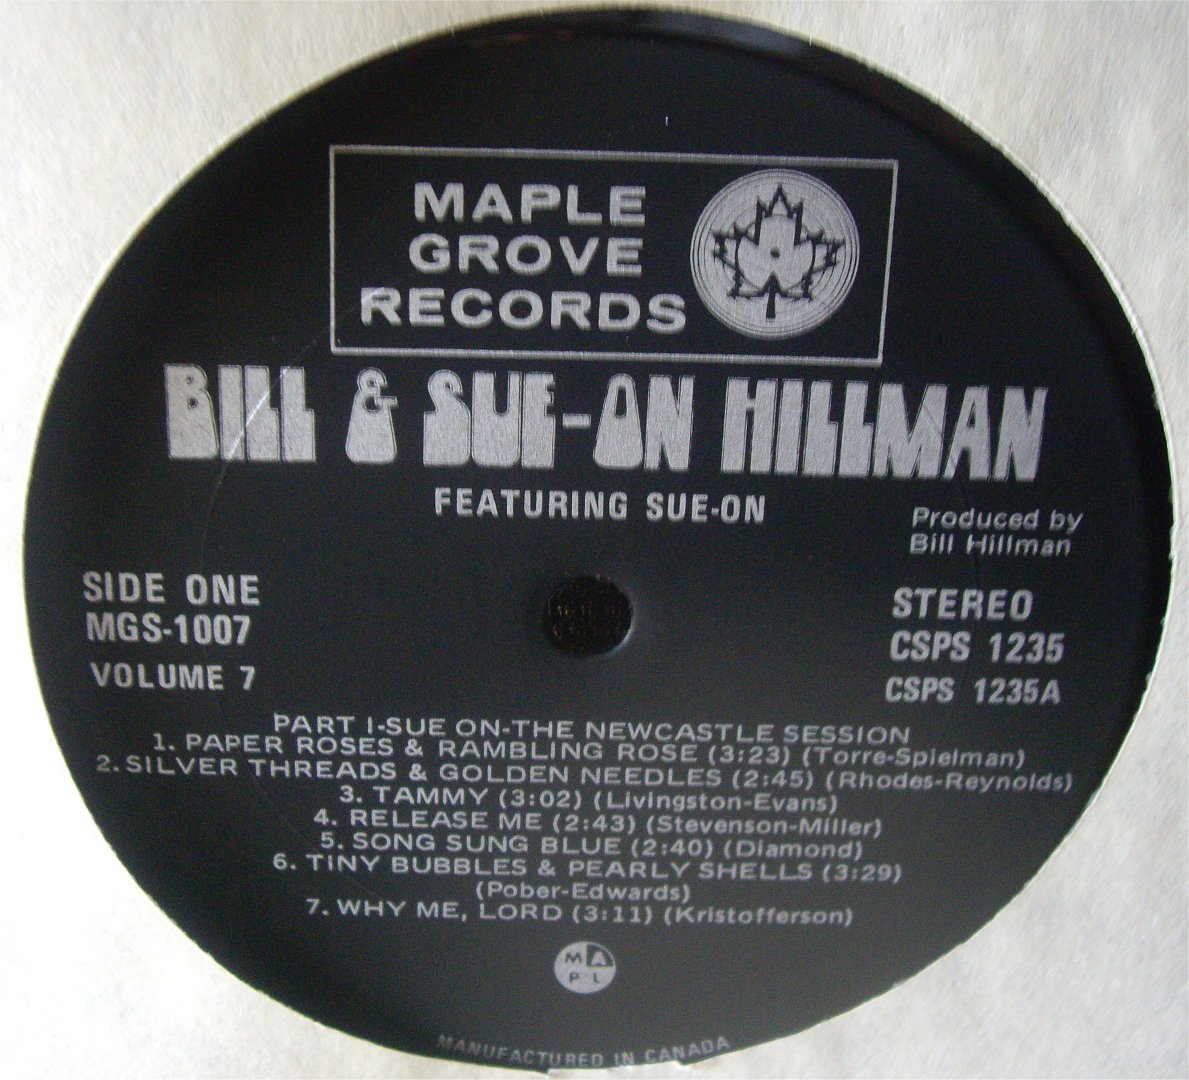 MAPLE
GROVE
RECORDS
BILL & SUE-ON HILLMAN
FEATURING SUE-ON
Produced by
Bill Hillman
SIDE ONE
MGS-1007
VOLUME 7
STEREO
CSPS 1235
CSPS 1235A
PART I-SUE ON-THE NEWCASTLE SESSION
1. PAPER ROSES & RAMBLING ROSE (3:23) (Torre-Spielman)
2. SILVER THREADS & GOLDEN NEEDLES (2:45) (Rhodes-Reynolds)
3. TAMMY (3:02) (Livingston-Evans)
4. RELEASE ME (2:43) (Stevenson-Miller)
5. SONG SUNG BLUE (2:40) (Diamond)
6. TINY BUBBLES & PEARLY SHELLS (3:29)
(Pober-Edwards)
7. WHY ME, LORD (3:11) (Kristofferson)
M A
P L
MANUFACTURED IN CANADA